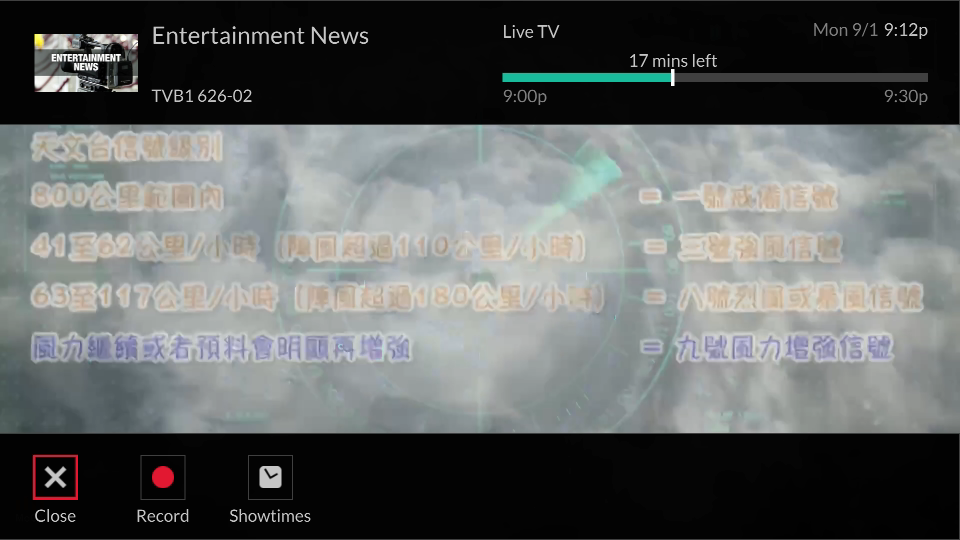 Entertainment News
Live TV
Mon 9/1 9:12p
ENTERTAINMENT
NEWS
17 mins left
TVB1 626-02
9:00p
9:30p
天文台信號級別
800公里範圍內 = 一號戒備信號
41至62公里/小時 (陣風超過110公里/小時) = 三號強風信號
63至117公里/小時 (陣風超過180公里/小時) = 八號烈風或暴風信號
風力繼續或者預料會明顯再增強 = 九號風力增強信號
Close
Record
Showtimes